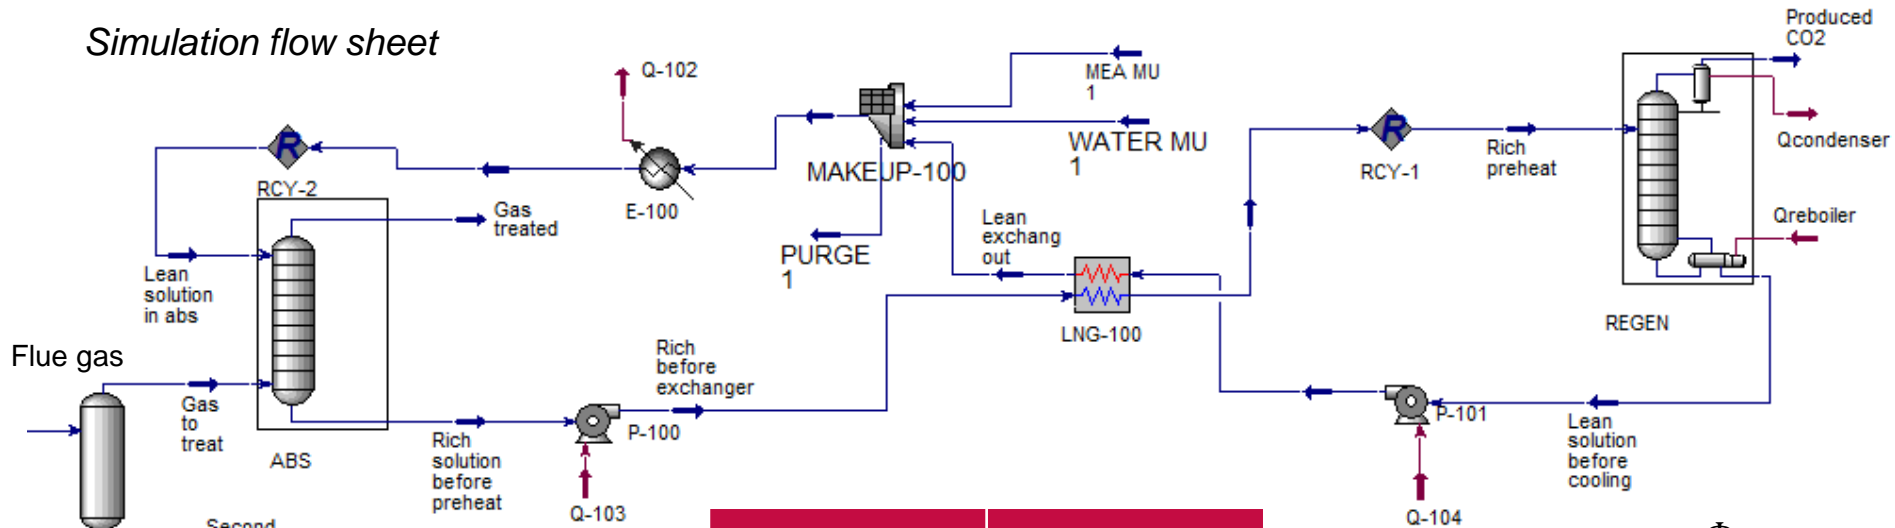 Simulation flow sheet
Produced
CO2
Q-102
MEA MU
1
WATER MU
1
MAKEUP-100
Qcondenser
Rich
preheat
RCY-1
RCY-2
E-100
Gas
treated
Lean
exchang
out
Qreboiler
PURGE
1
Lean
solution
in abs
LNG-100
REGEN
Flue gas
Rich
before
exchanger
Gas
to
treat
P-100
P-101
Rich
solution
before
preheat
Lean
solution
before
cooling
ABS
Q-103
Q-104
Second
Φ